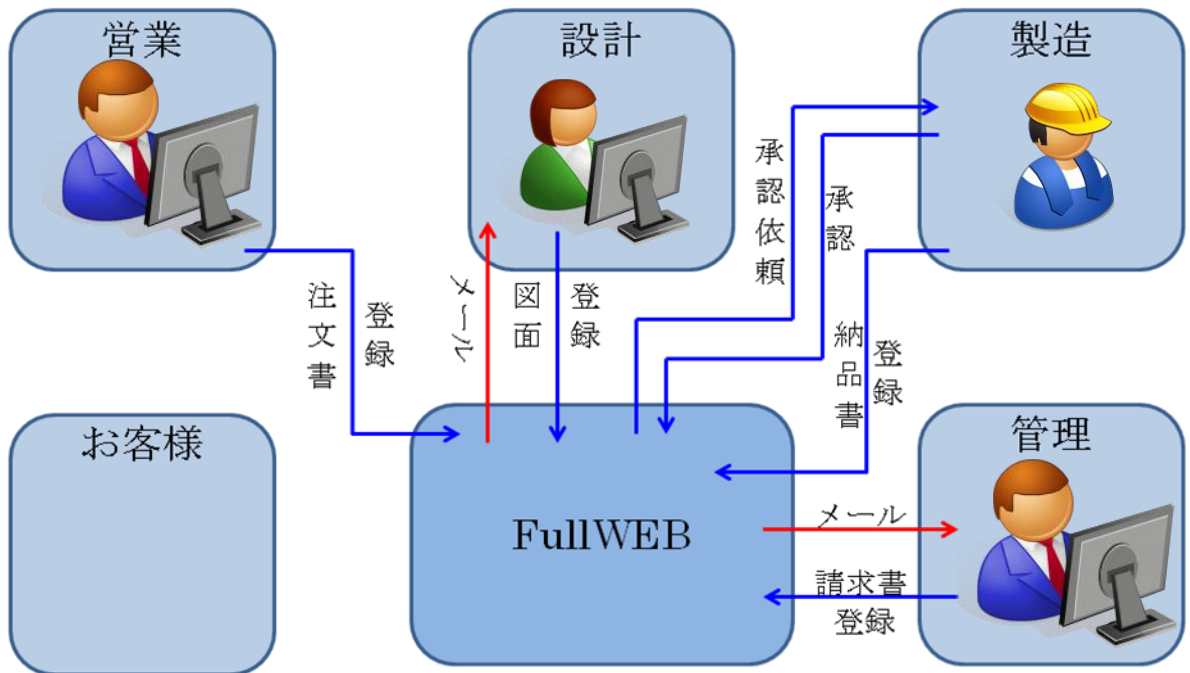 営業
設計
製造
承認依頼
承認
注文書
登録
メール
図面
登録
納品書
登録
お客様
管理
FullWEB
メール
請求書
登録